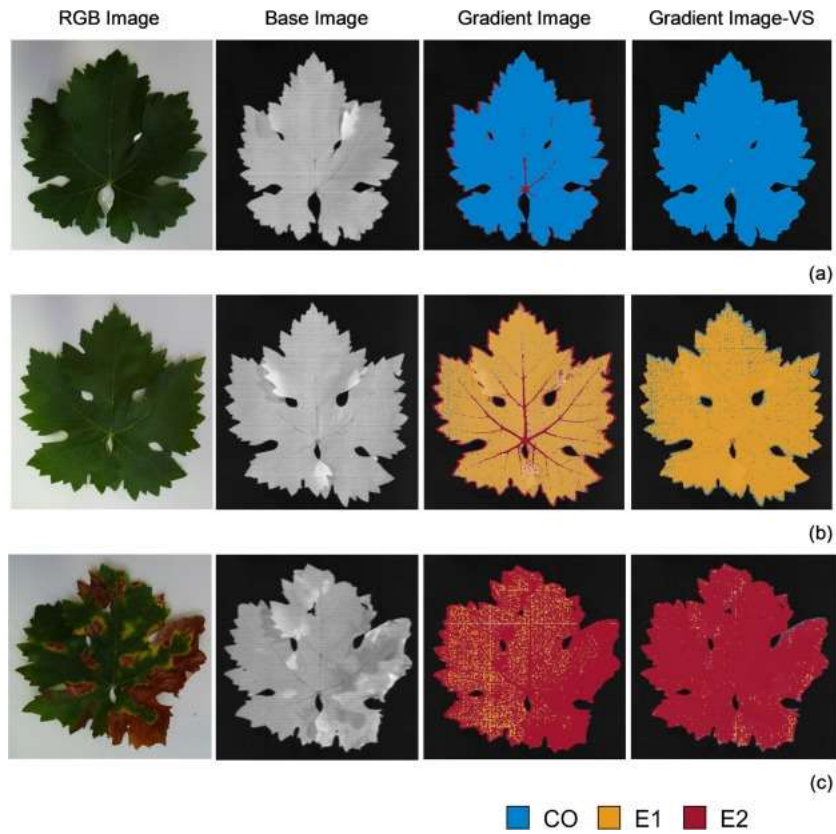 RGB Image Base Image Gradient Image Gradient Image-VS
(a)
(b)
(c)
CO E1 E2